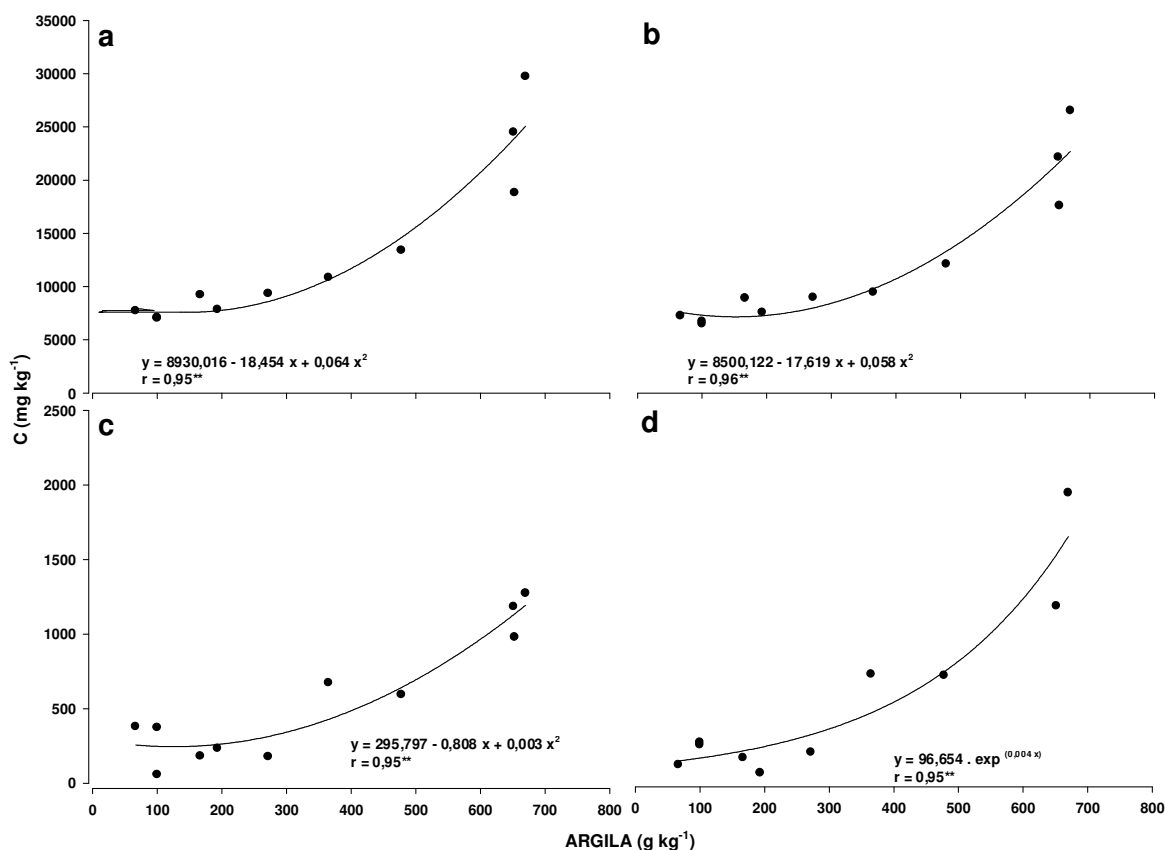 a
b
35000
30000
25000
20000
15000
10000
5000
0
y = 8930,016 - 18,454 x + 0,064 x²
r = 0,95**
y = 8500,122 - 17,619 x + 0,058 x²
r = 0,96**
C (mg kg⁻¹)
c
d
2500
2000
1500
1000
500
0
y = 295,797 - 0,808 x + 0,003 x²
r = 0,95**
y = 96,654 . exp (0,004 x)
r = 0,95**
0 100 200 300 400 500 600 700 800
100 200 300 400 500 600 700 800
ARGILA (g kg⁻¹)